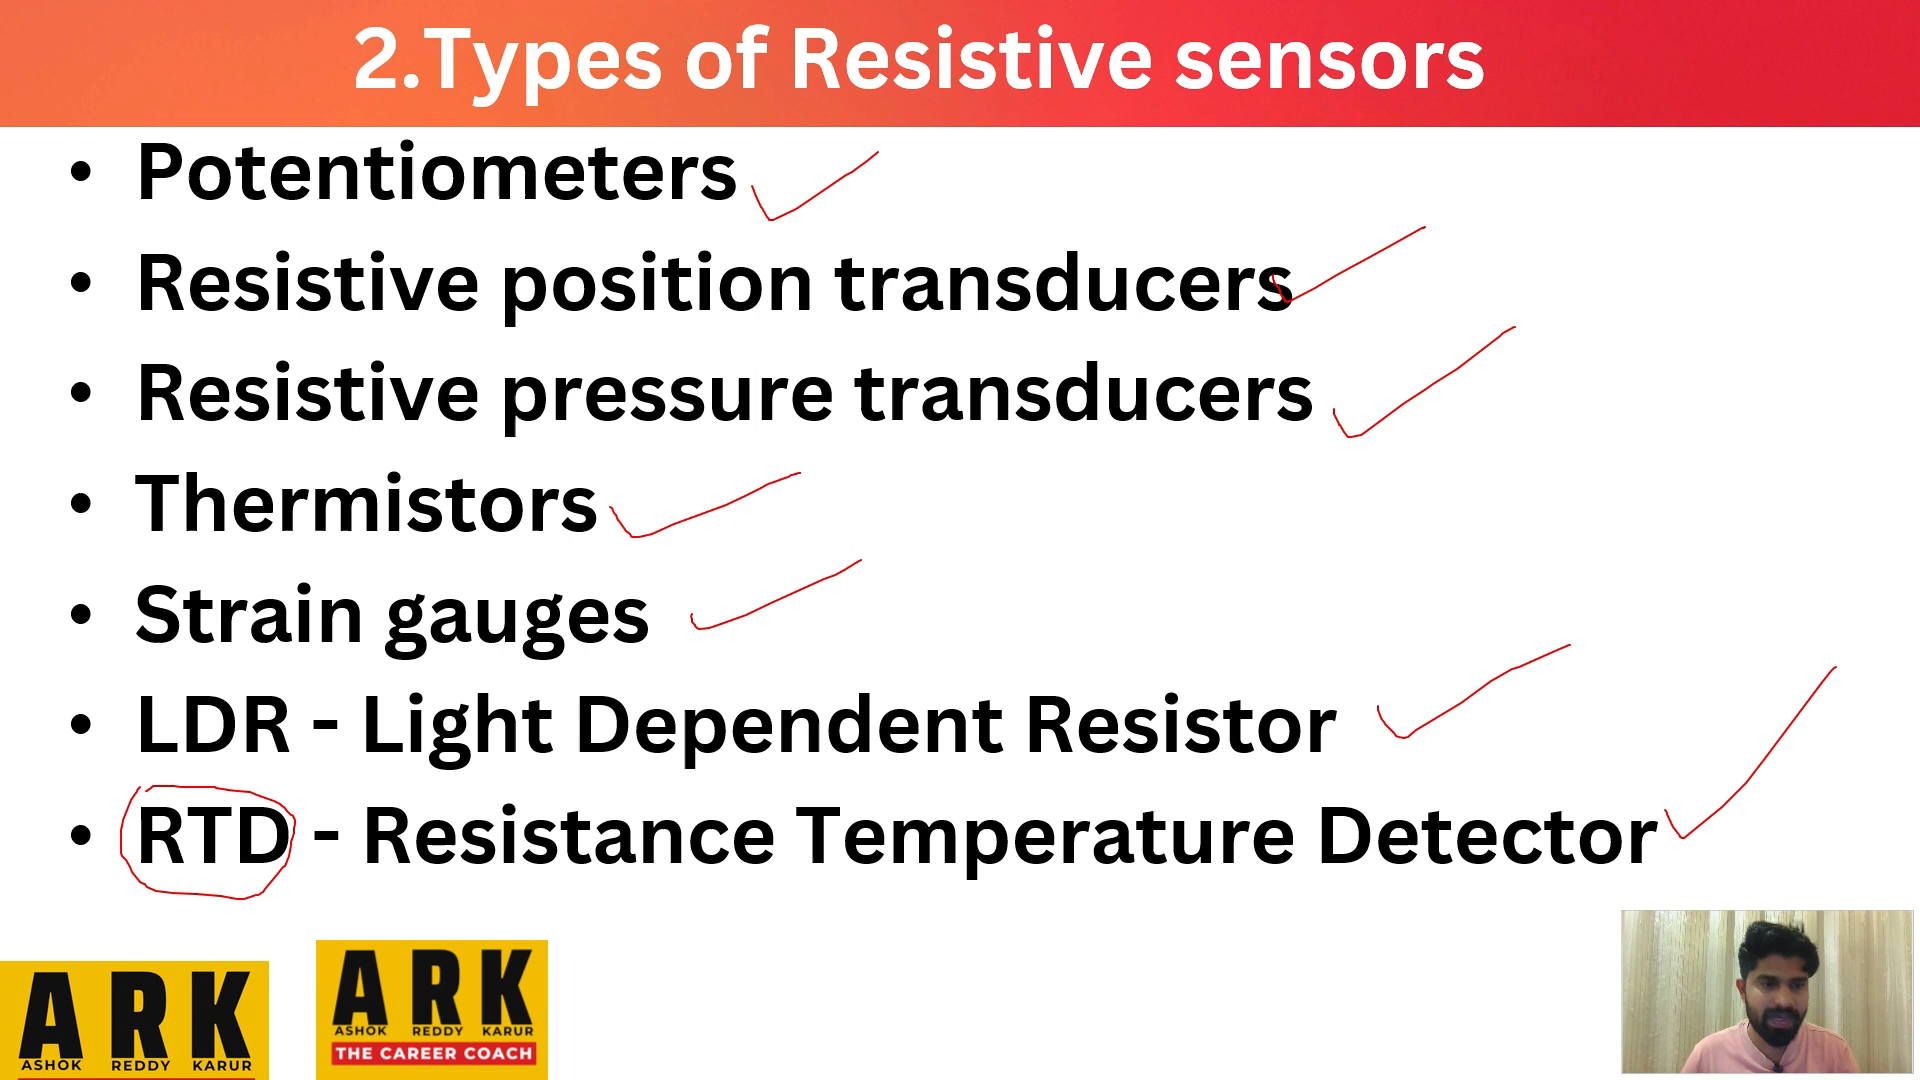 2.Types of Resistive sensors
• Potentiometers
• Resistive position transducers
• Resistive pressure transducers
• Thermistors
• Strain gauges
• LDR - Light Dependent Resistor
• RTD - Resistance Temperature Detector
ARK
ASHOK REDDY KARUR
ARK
ASHOK REDDY KARUR
THE CAREER COACH